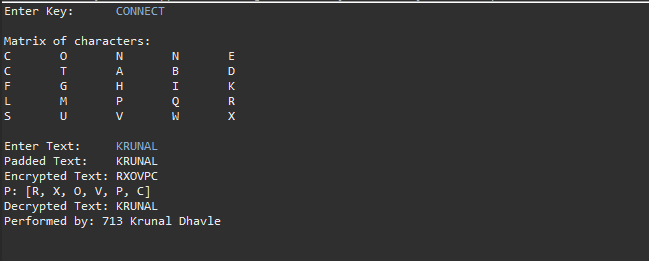 Enter Key: CONNECT
Matrix of characters:
C O N N E
C T A B D
F G H I K
L M P Q R
S U V W X
Enter Text: KRUNAL
Padded Text: KRUNAL
Encrypted Text: RXOVPC
P: [R, X, O, V, P, C]
Decrypted Text: KRUNAL
Performed by: 713 Krunal Dhavle